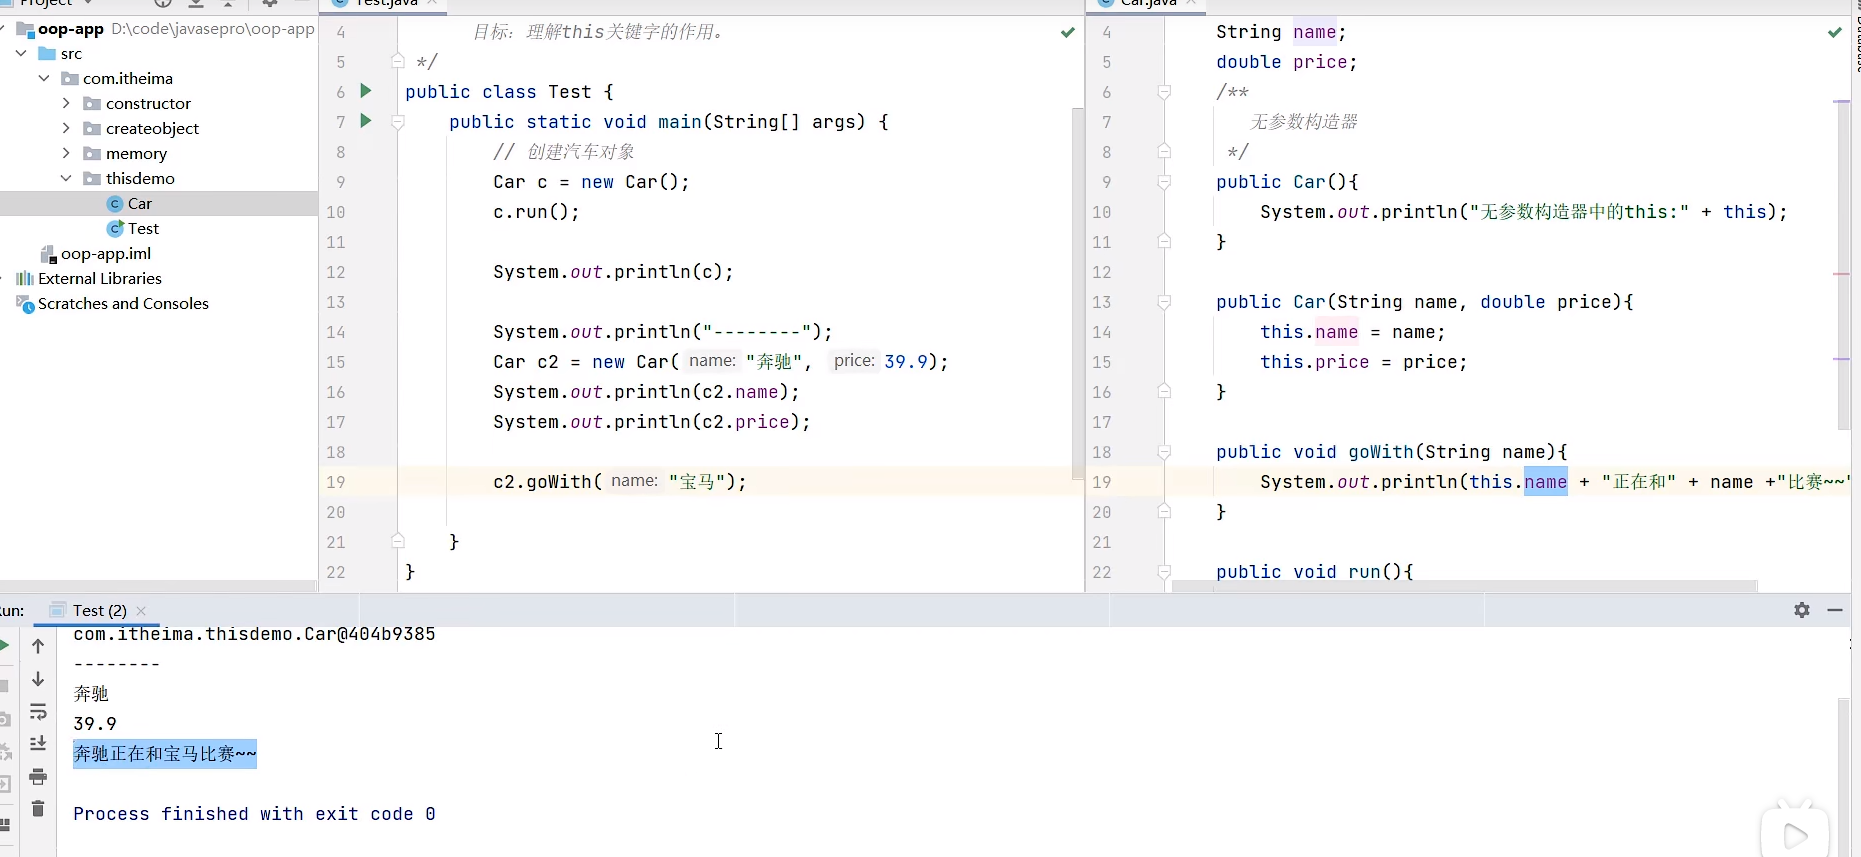 Project
oop-app D:\code\javasepro\oop-app
src
com.itheima
constructor
createobject
memory
thisdemo
Car
Test
oop-app.iml
External Libraries
Scratches and Consoles
Test.java
4 目标：理解this关键字的作用。
5 */
6 public class Test {
7 public static void main(String[] args) {
8 // 创建汽车对象
9 Car c = new Car();
10 c.run();
11
12 System.out.println(c);
13
14 System.out.println("--------");
15 Car c2 = new Car( name: "奔驰", price: 39.9);
16 System.out.println(c2.name);
17 System.out.println(c2.price);
18
19 c2.goWith( name: "宝马");
20
21 }
22 }
Car.java
4 String name;
5 double price;
6 /**
7 无参数构造器
8 */
9 public Car(){
10 System.out.println("无参数构造器中的this:" + this);
11 }
12
13 public Car(String name, double price){
14 this.name = name;
15 this.price = price;
16 }
17
18 public void goWith(String name){
19 System.out.println(this.name + "正在和" + name +"比赛~~"
20 }
21
22 public void run(){
Database
Run: Test (2)
com.itheima.thisdemo.Car@404b9385
--------
奔驰
39.9
奔驰正在和宝马比赛~~
Process finished with exit code 0